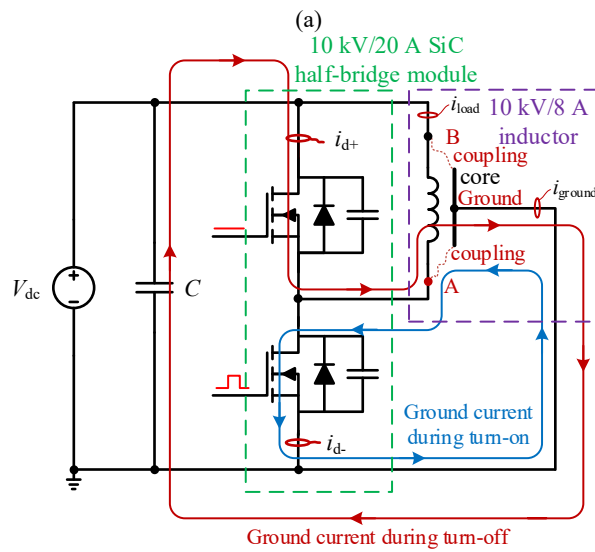 (a)
10 kV/20 A SiC
half-bridge module
i_load
10 kV/8 A
inductor
B
i_d+
coupling
core
i_ground
Ground
coupling
V_dc
C
A
Ground current
during turn-on
i_d-
Ground current during turn-off